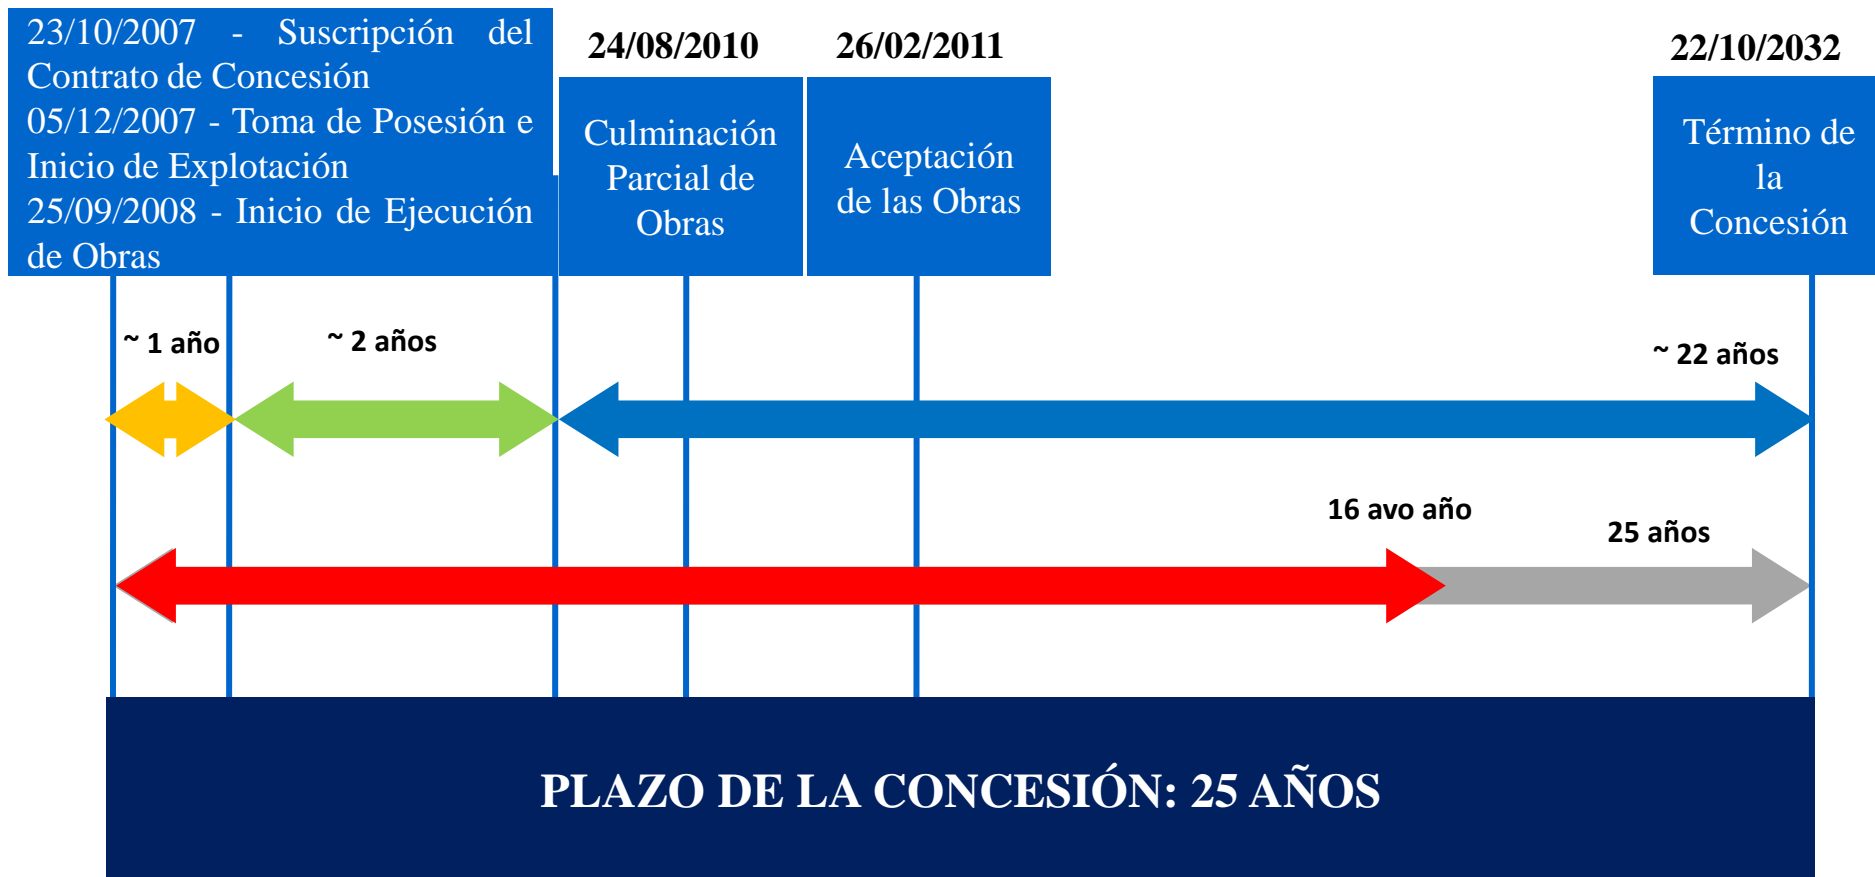 23/10/2007 - Suscripción del
Contrato de Concesión
05/12/2007 - Toma de Posesión e
Inicio de Explotación
25/09/2008 - Inicio de Ejecución
de Obras
24/08/2010
Culminación
Parcial de
Obras
26/02/2011
Aceptación
de las Obras
22/10/2032
Término de
la
Concesión
~ 1 año
~ 2 años
~ 22 años
16 avo año
25 años
PLAZO DE LA CONCESIÓN: 25 AÑOS